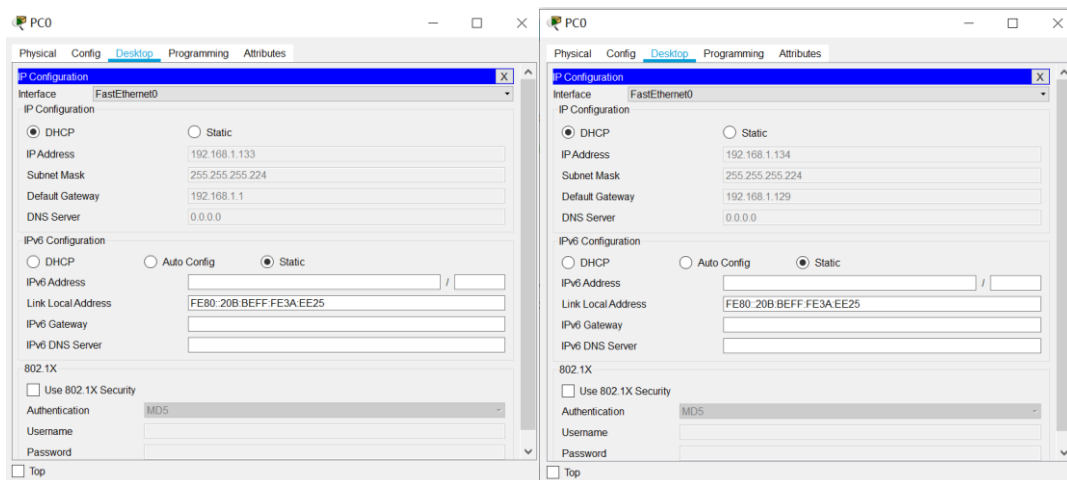 PC0
Physical Config Desktop Programming Attributes
IP Configuration X
Interface FastEthernet0
IP Configuration
DHCP Static
IP Address 192.168.1.133
Subnet Mask 255.255.255.224
Default Gateway 192.168.1.1
DNS Server 0.0.0.0
IPv6 Configuration
DHCP Auto Config Static
IPv6 Address /
Link Local Address FE80::20B:BEFF:FE3A:EE25
IPv6 Gateway
IPv6 DNS Server
802.1X
Use 802.1X Security
Authentication MD5
Username
Password
Top
PC0
Physical Config Desktop Programming Attributes
IP Configuration X
Interface FastEthernet0
IP Configuration
DHCP Static
IP Address 192.168.1.134
Subnet Mask 255.255.255.224
Default Gateway 192.168.1.129
DNS Server 0.0.0.0
IPv6 Configuration
DHCP Auto Config Static
IPv6 Address /
Link Local Address FE80::20B:BEFF:FE3A:EE25
IPv6 Gateway
IPv6 DNS Server
802.1X
Use 802.1X Security
Authentication MD5
Username
Password
Top